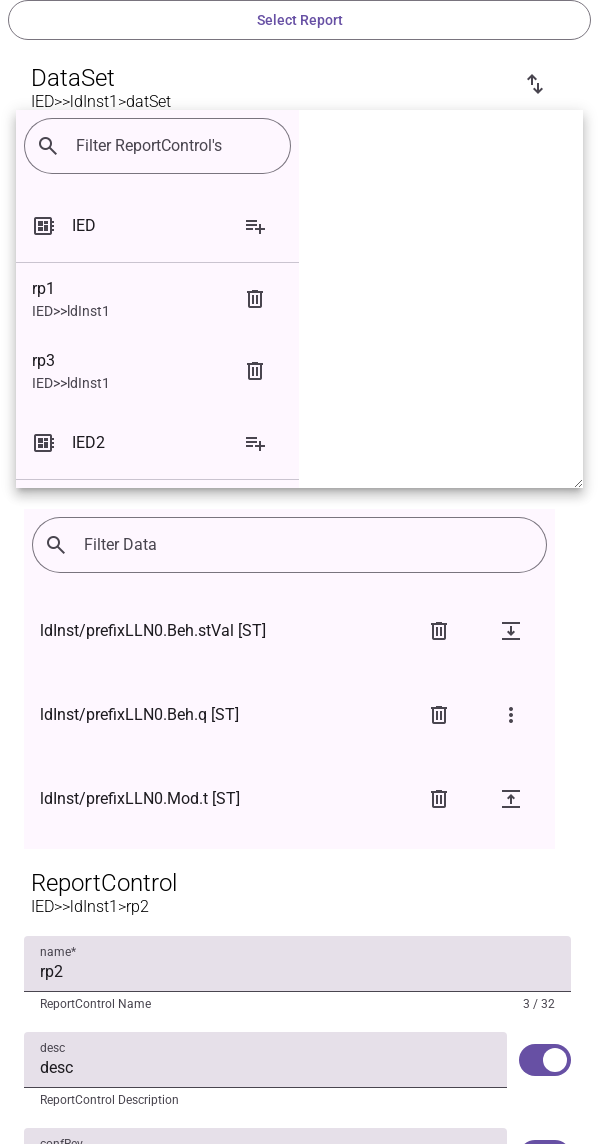 Select Report
DataSet
IED>>ldInst1>datSet
Filter ReportControl's
IED
rp1
IED>>ldInst1
rp3
IED>>ldInst1
IED2
Filter Data
ldInst/prefixLLN0.Beh.stVal [ST]
ldInst/prefixLLN0.Beh.q [ST]
ldInst/prefixLLN0.Mod.t [ST]
ReportControl
IED>>ldInst1>rp2
name*
rp2
ReportControl Name 3 / 32
desc
desc
ReportControl Description
confRev